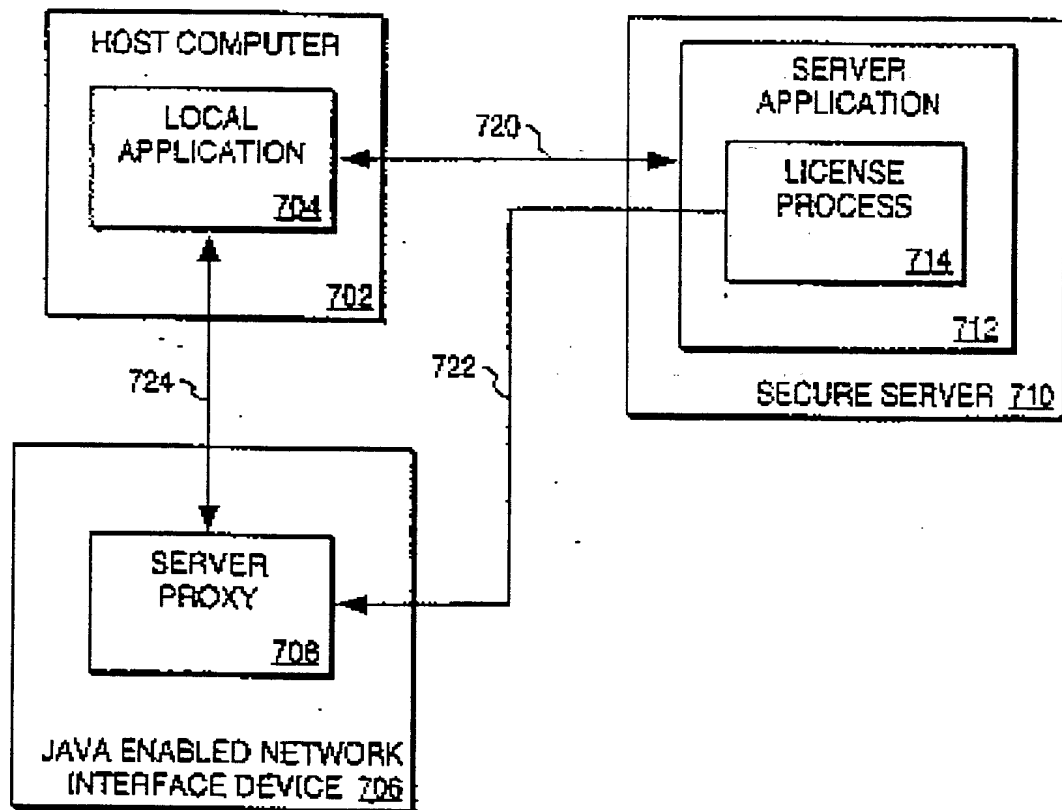 HOST COMPUTER
LOCAL
APPLICATION
704
702
720
SERVER
APPLICATION
LICENSE
PROCESS
714
712
SECURE SERVER 710
724
722
SERVER
PROXY
708
JAVA ENABLED NETWORK
INTERFACE DEVICE 706